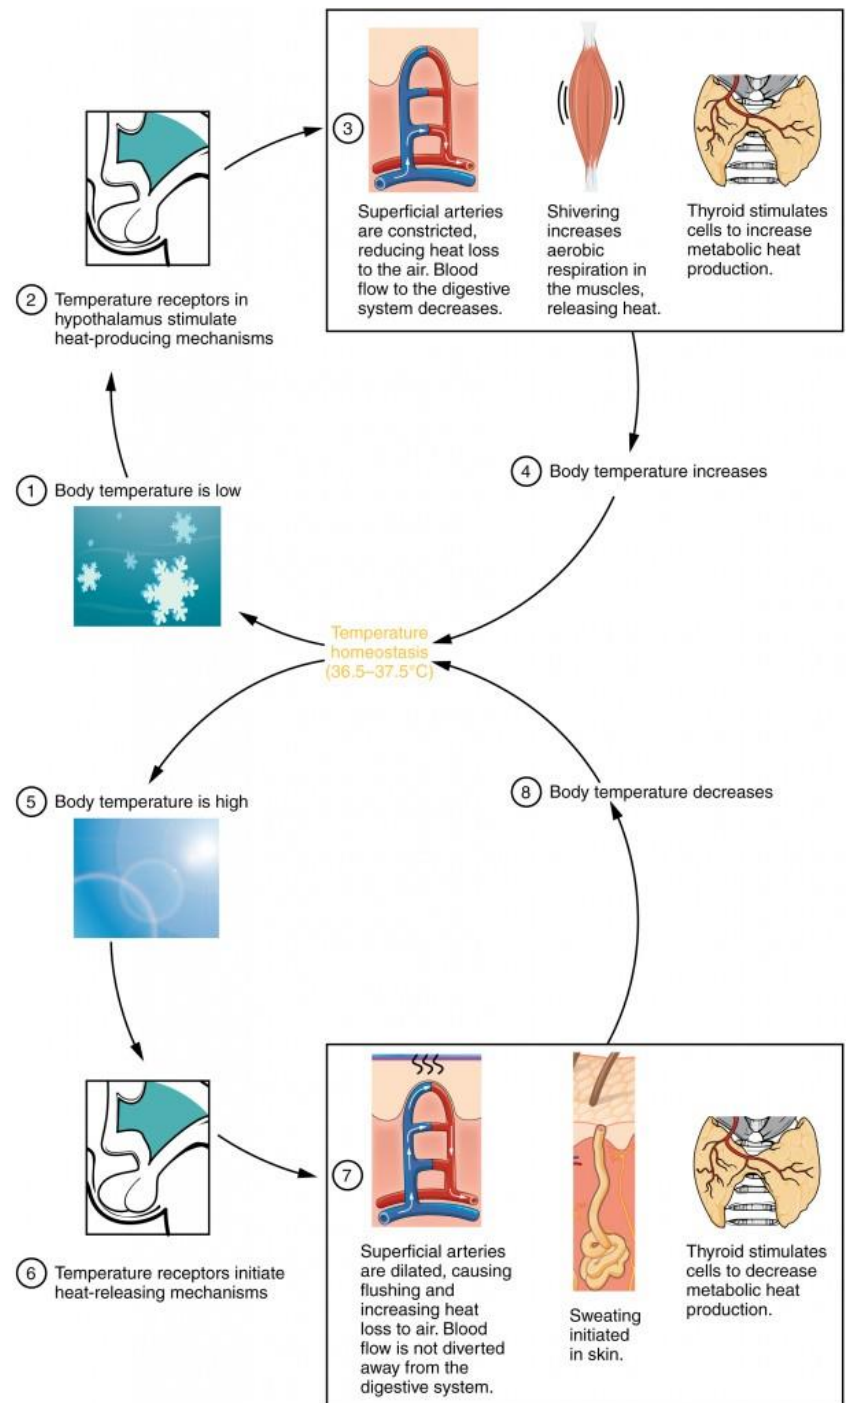 1 Body temperature is low
2 Temperature receptors in
hypothalamus stimulate
heat-producing mechanisms
3
Superficial arteries
are constricted,
reducing heat loss
to the air. Blood
flow to the digestive
system decreases.
Shivering
increases
aerobic
respiration in
the muscles,
releasing heat.
Thyroid stimulates
cells to increase
metabolic heat
production.
4 Body temperature increases
Temperature
homeostasis
(36.5–37.5°C)
5 Body temperature is high
6 Temperature receptors initiate
heat-releasing mechanisms
7
Superficial arteries
are dilated, causing
flushing and
increasing heat
loss to air. Blood
flow is not diverted
away from the
digestive system.
Sweating
initiated
in skin.
Thyroid stimulates
cells to decrease
metabolic heat
production.
8 Body temperature decreases